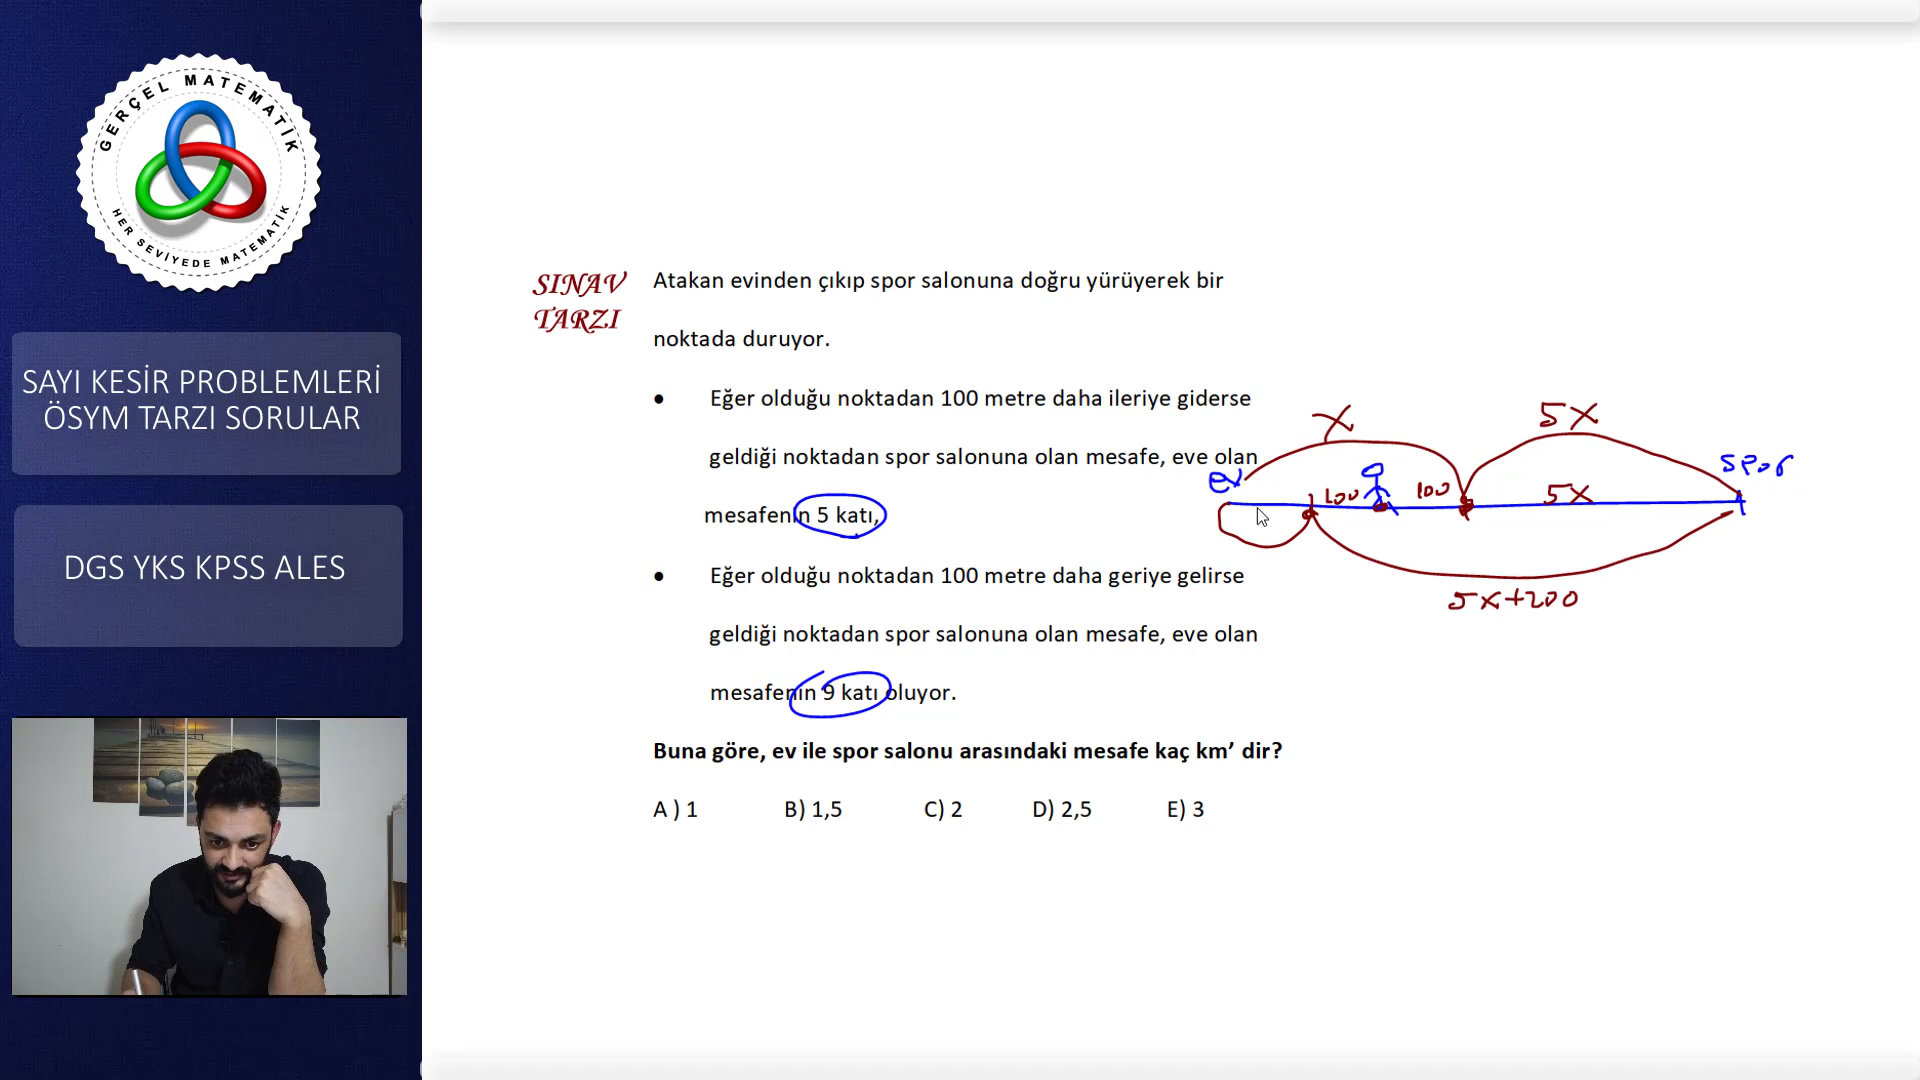 GERÇEL MATEMATİK
HER SEVİYEDE MATEMATİK
SAYI KESİR PROBLEMLERİ
ÖSYM TARZI SORULAR
DGS YKS KPSS ALES
SINAV
TARZI
Atakan evinden çıkıp spor salonuna doğru yürüyerek bir
noktada duruyor.
• Eğer olduğu noktadan 100 metre daha ileriye giderse
geldiği noktadan spor salonuna olan mesafe, eve olan
mesafenin 5 katı,
• Eğer olduğu noktadan 100 metre daha geriye gelirse
geldiği noktadan spor salonuna olan mesafe, eve olan
mesafenin 9 katı oluyor.
Buna göre, ev ile spor salonu arasındaki mesafe kaç km’ dir?
A ) 1 B) 1,5 C) 2 D) 2,5 E) 3
x 5x
ev spor
100 100 5x
5x+200